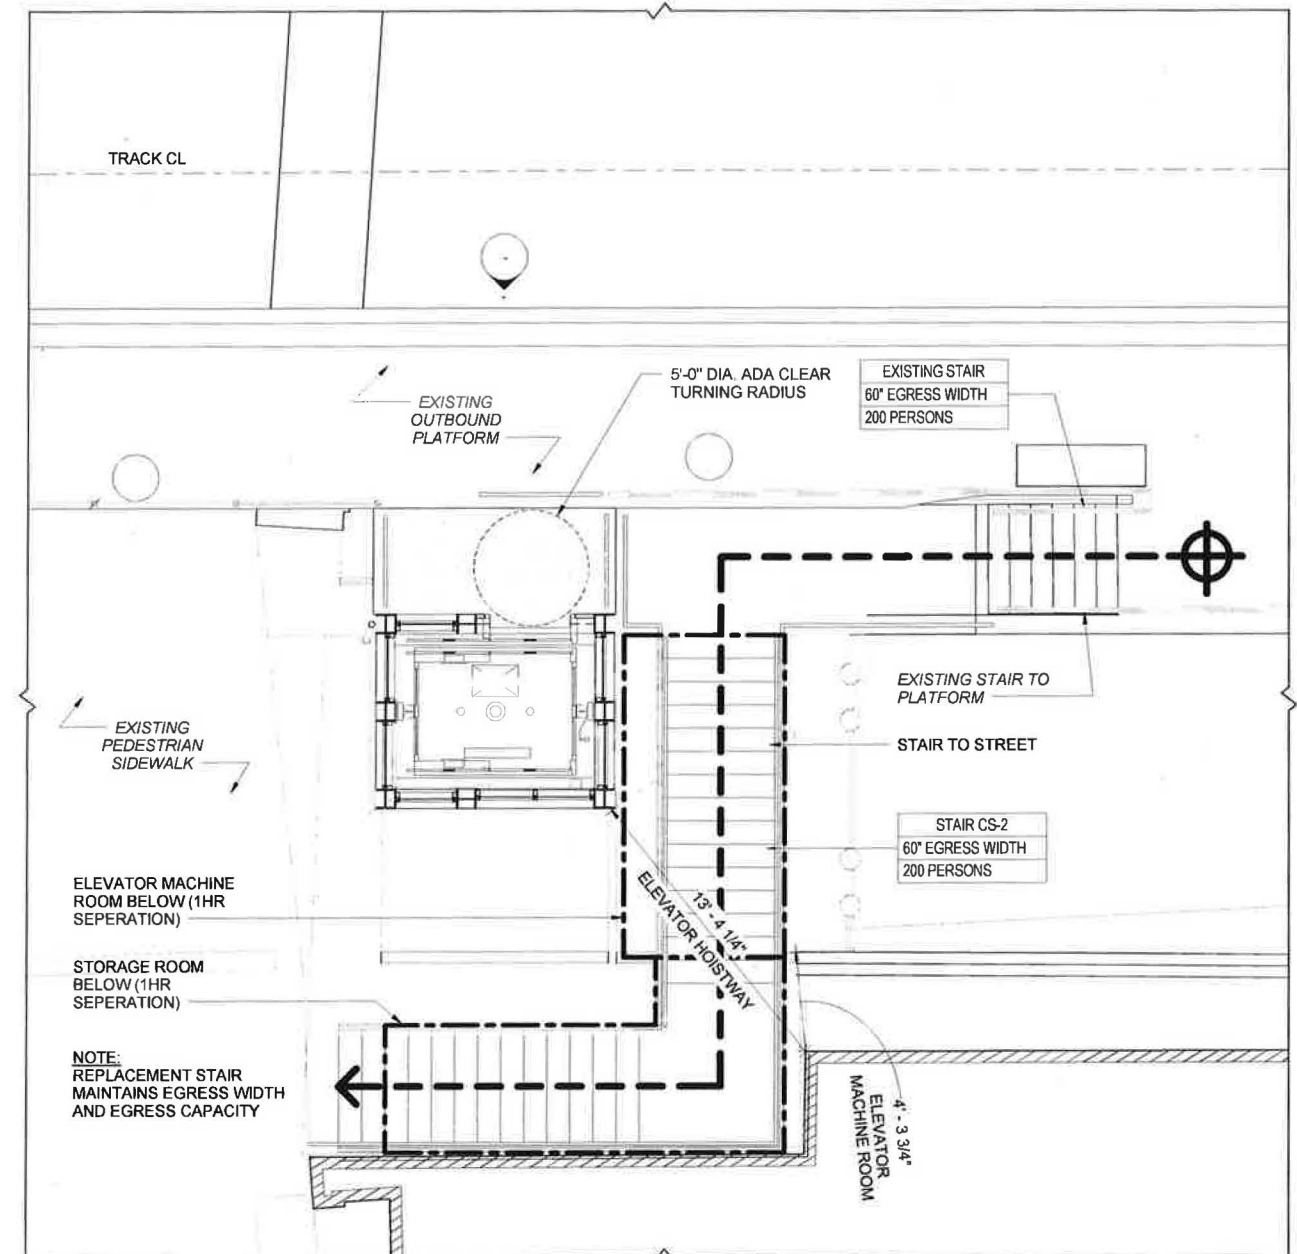 TRACK CL
5'-0" DIA. ADA CLEAR
TURNING RADIUS
EXISTING STAIR
60" EGRESS WIDTH
200 PERSONS
EXISTING
OUTBOUND
PLATFORM
EXISTING STAIR TO
PLATFORM
EXISTING
PEDESTRIAN
SIDEWALK
STAIR TO STREET
STAIR CS-2
60" EGRESS WIDTH
200 PERSONS
ELEVATOR MACHINE
ROOM BELOW (1HR
SEPERATION)
13' - 4 1/4"
ELEVATOR HOISTWAY
STORAGE ROOM
BELOW (1HR
SEPERATION)
NOTE:
REPLACEMENT STAIR
MAINTAINS EGRESS WIDTH
AND EGRESS CAPACITY
4' - 3 3/4"
ELEVATOR
MACHINE ROOM